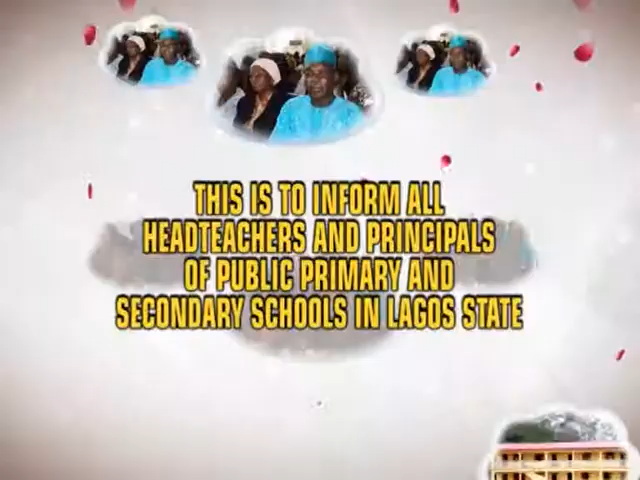 THIS IS TO INFORM ALL
HEADTEACHERS AND PRINCIPALS
OF PUBLIC PRIMARY AND
SECONDARY SCHOOLS IN LAGOS STATE